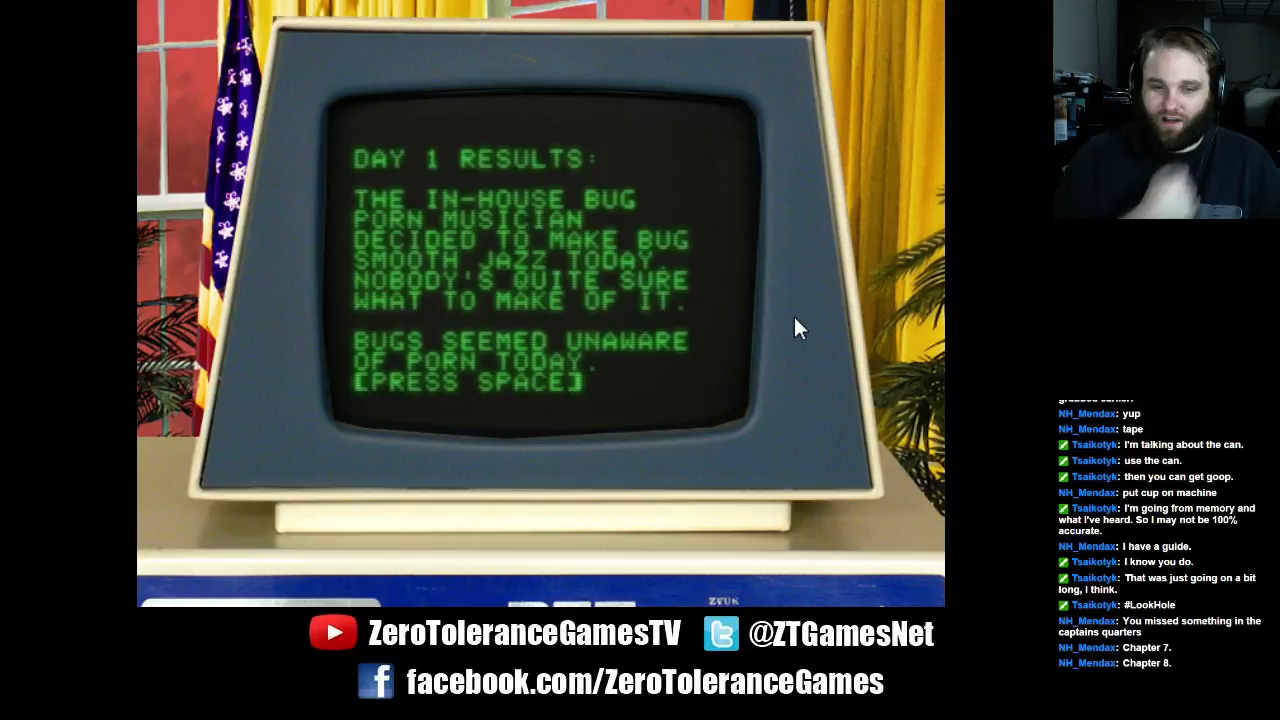 DAY 1 RESULTS:
THE IN-HOUSE BUG
PORN MUSICIAN
DECIDED TO MAKE BUG
SMOOTH JAZZ TODAY.
NOBODY'S QUITE SURE
WHAT TO MAKE OF IT.
BUGS SEEMED UNAWARE
OF PORN TODAY.
[PRESS SPACE]
ZeroToleranceGamesTV
@ZTGamesNet
facebook.com/ZeroToleranceGames
NH_Mendax: yup
NH_Mendax: tape
Tsaikotyk: I'm talking about the can.
Tsaikotyk: use the can.
Tsaikotyk: then you can get goop.
NH_Mendax: put cup on machine
Tsaikotyk: I'm going from memory and
what I've heard. So I may not be 100%
accurate.
NH_Mendax: I have a guide.
Tsaikotyk: I know you do.
Tsaikotyk: That was just going on a bit
long, i think.
Tsaikotyk: #LookHole
NH_Mendax: You missed something in the
captains quarters
NH_Mendax: Chapter 7.
NH_Mendax: Chapter 8.